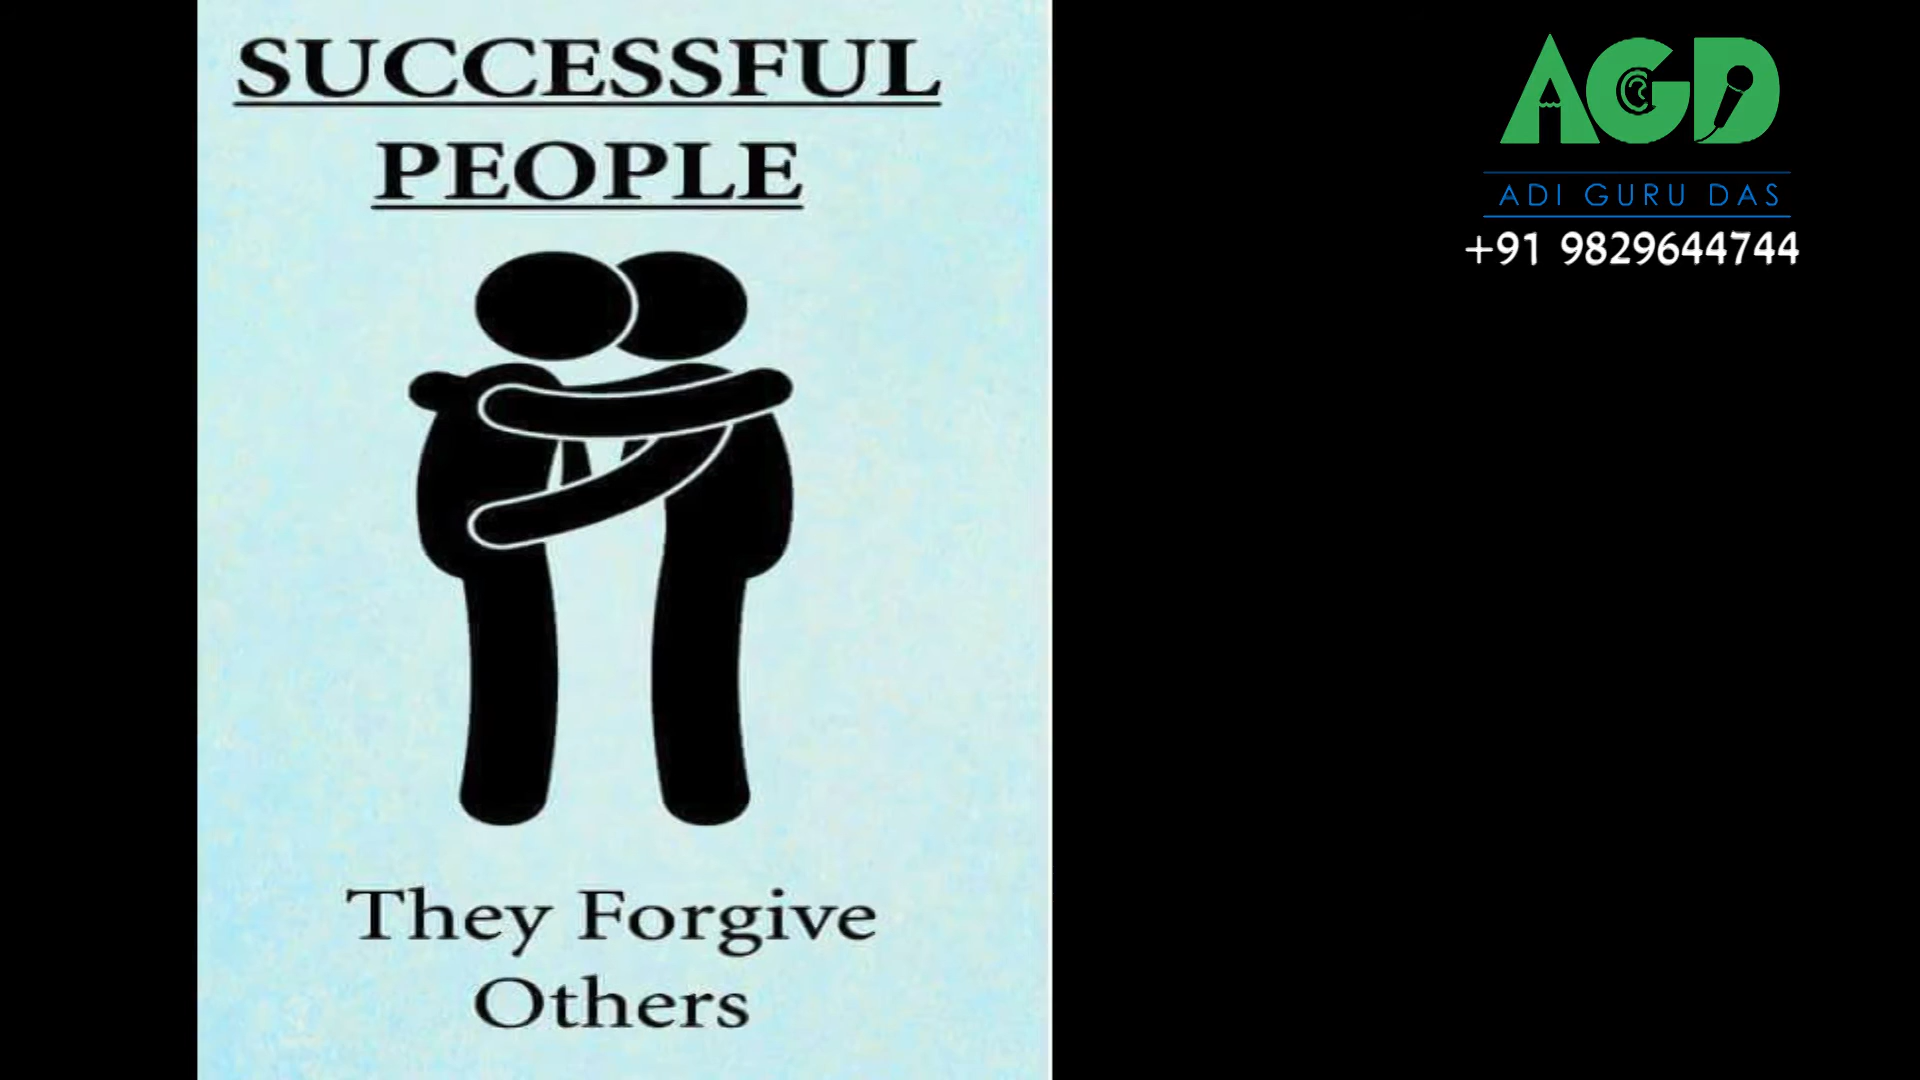 SUCCESSFUL
PEOPLE
They Forgive
Others
AGD
ADI GURU DAS
+91 9829644744